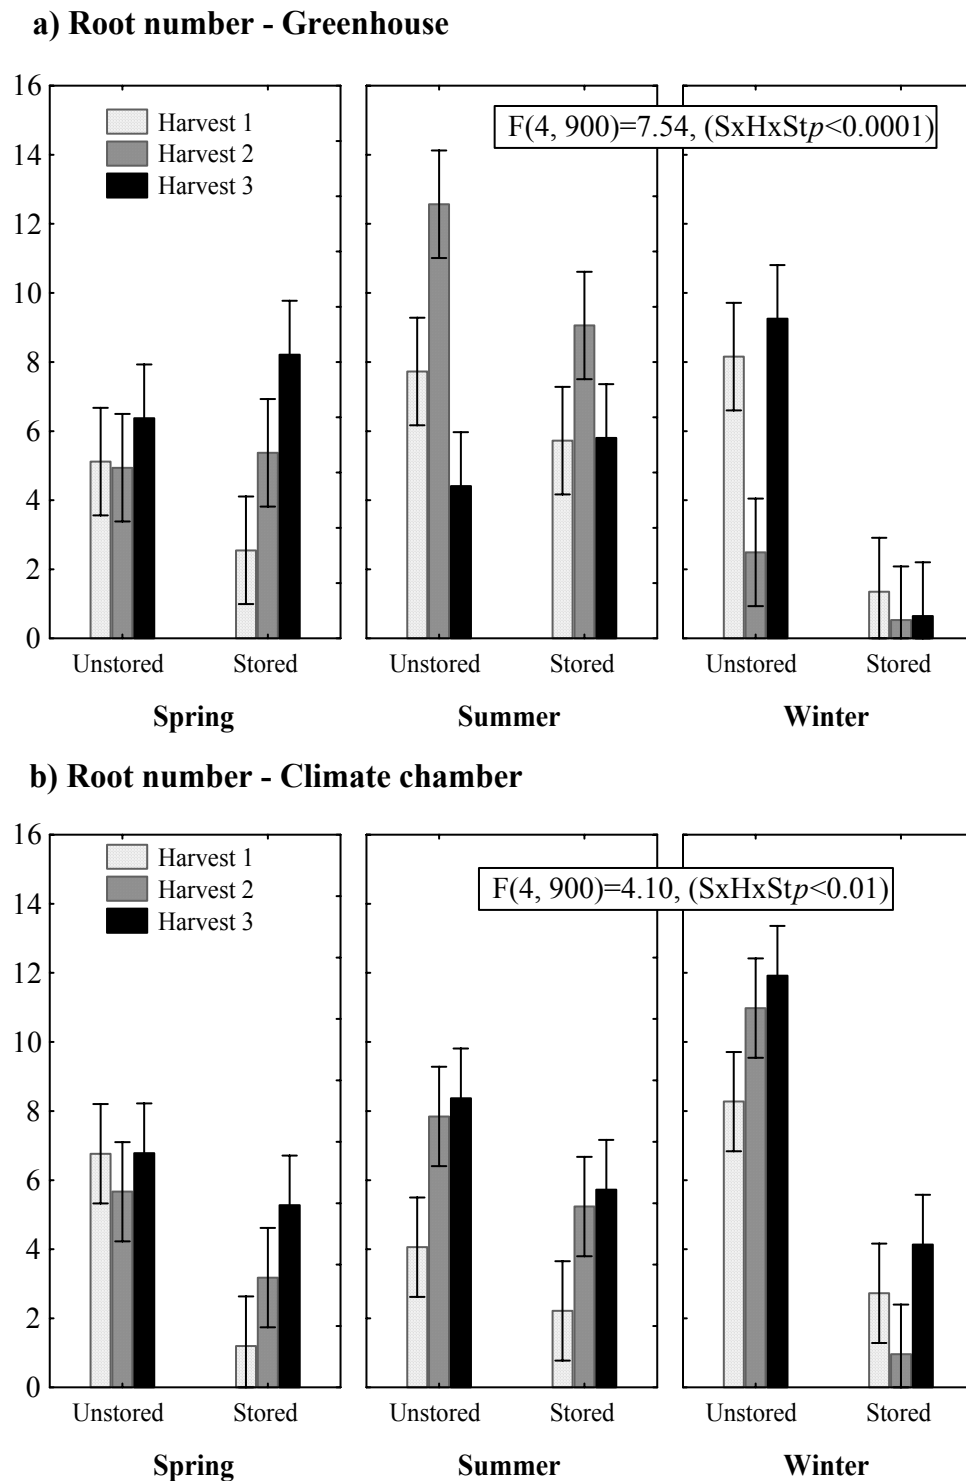 a) Root number - Greenhouse
16
14
12
10
8
6
4
2
0
Harvest 1
Harvest 2
Harvest 3
F(4, 900)=7.54, (SxHxStp<0.0001)
Unstored Stored Unstored Stored Unstored Stored
Spring Summer Winter
b) Root number - Climate chamber
16
14
12
10
8
6
4
2
0
Harvest 1
Harvest 2
Harvest 3
F(4, 900)=4.10, (SxHxStp<0.01)
Unstored Stored Unstored Stored Unstored Stored
Spring Summer Winter